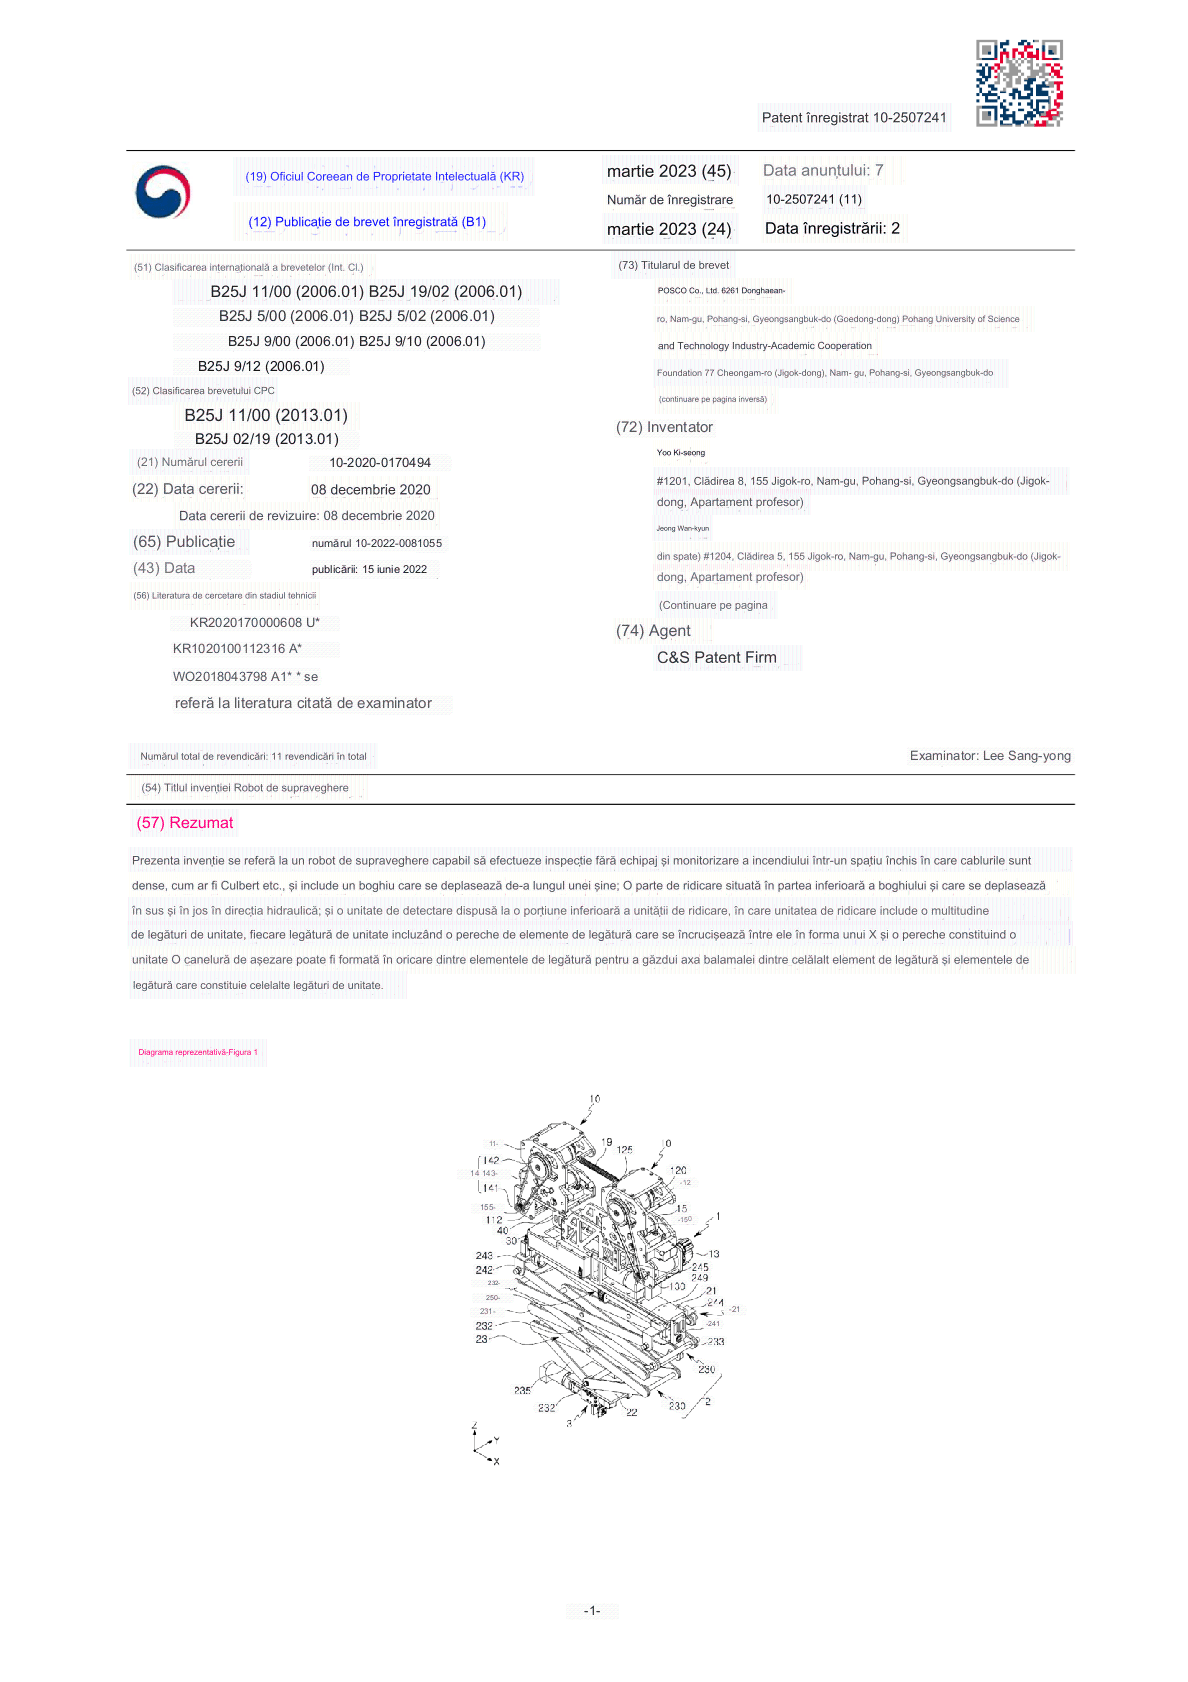 Patent înregistrat 10-2507241
(19) Oficiul Coreean de Proprietate Intelectuală (KR)
(12) Publicație de brevet înregistrată (B1)
martie 2023 (45) Data anunțului: 7
Număr de înregistrare 10-2507241 (11)
martie 2023 (24) Data înregistrării: 2
(51) Clasificarea internațională a brevetelor (Int. Cl.)
B25J 11/00 (2006.01) B25J 19/02 (2006.01)
B25J 5/00 (2006.01) B25J 5/02 (2006.01)
B25J 9/00 (2006.01) B25J 9/10 (2006.01)
B25J 9/12 (2006.01)
(52) Clasificarea brevetului CPC
B25J 11/00 (2013.01)
B25J 02/19 (2013.01)
(21) Numărul cererii 10-2020-0170494
(22) Data cererii: 08 decembrie 2020
Data cererii de revizuire: 08 decembrie 2020
(65) Publicație numărul 10-2022-0081055
(43) Data publicării: 15 iunie 2022
(56) Literatura de cercetare din stadiul tehnicii
KR2020170000608 U*
KR1020100112316 A*
WO2018043798 A1* * se
referă la literatura citată de examinator
(73) Titularul de brevet
POSCO Co., Ltd. 6261 Donghaean-
ro, Nam-gu, Pohang-si, Gyeongsangbuk-do (Goedong-dong) Pohang University of Science
and Technology Industry-Academic Cooperation
Foundation 77 Cheongam-ro (Jigok-dong), Nam- gu, Pohang-si, Gyeongsangbuk-do
(continuare pe pagina inversă)
(72) Inventator
Yoo Ki-seong
#1201, Clădirea 8, 155 Jigok-ro, Nam-gu, Pohang-si, Gyeongsangbuk-do (Jigok-
dong, Apartament profesor)
Jeong Wan-kyun
din spate) #1204, Clădirea 5, 155 Jigok-ro, Nam-gu, Pohang-si, Gyeongsangbuk-do (Jigok-
dong, Apartament profesor)
(Continuare pe pagina
(74) Agent
C&S Patent Firm
Numărul total de revendicări: 11 revendicări în total
Examinator: Lee Sang-yong
(54) Titlul invenției Robot de supraveghere
(57) Rezumat
Prezenta invenție se referă la un robot de supraveghere capabil să efectueze inspecție fără echipaj și monitorizare a incendiului într-un spațiu închis în care cablurile sunt
dense, cum ar fi Culbert etc., și include un boghiu care se deplasează de-a lungul unei șine; O parte de ridicare situată în partea inferioară a boghiului și care se deplasează
în sus și în jos în direcția hidraulică; și o unitate de detectare dispusă la o porțiune inferioară a unității de ridicare, în care unitatea de ridicare include o multitudine
de legături de unitate, fiecare legătură de unitate incluzând o pereche de elemente de legătură care se încrucișează între ele în forma unui X și o pereche constituind o
unitate O canelură de așezare poate fi formată în oricare dintre elementele de legătură pentru a găzdui axa balamalei dintre celălalt element de legătură și elementele de
legătură care constituie celelalte legături de unitate.
Diagrama reprezentativă-Figura 1
10
11-
19
125
10
142
14 143-
120
-12
141
155-
15
-150
112
1
40
30
243
13
242
245
249
232-
130
21
250-
244
231-
-21
232
-241
23
233
230
235
232
230
2
22
3
Z
Y
X
-1-